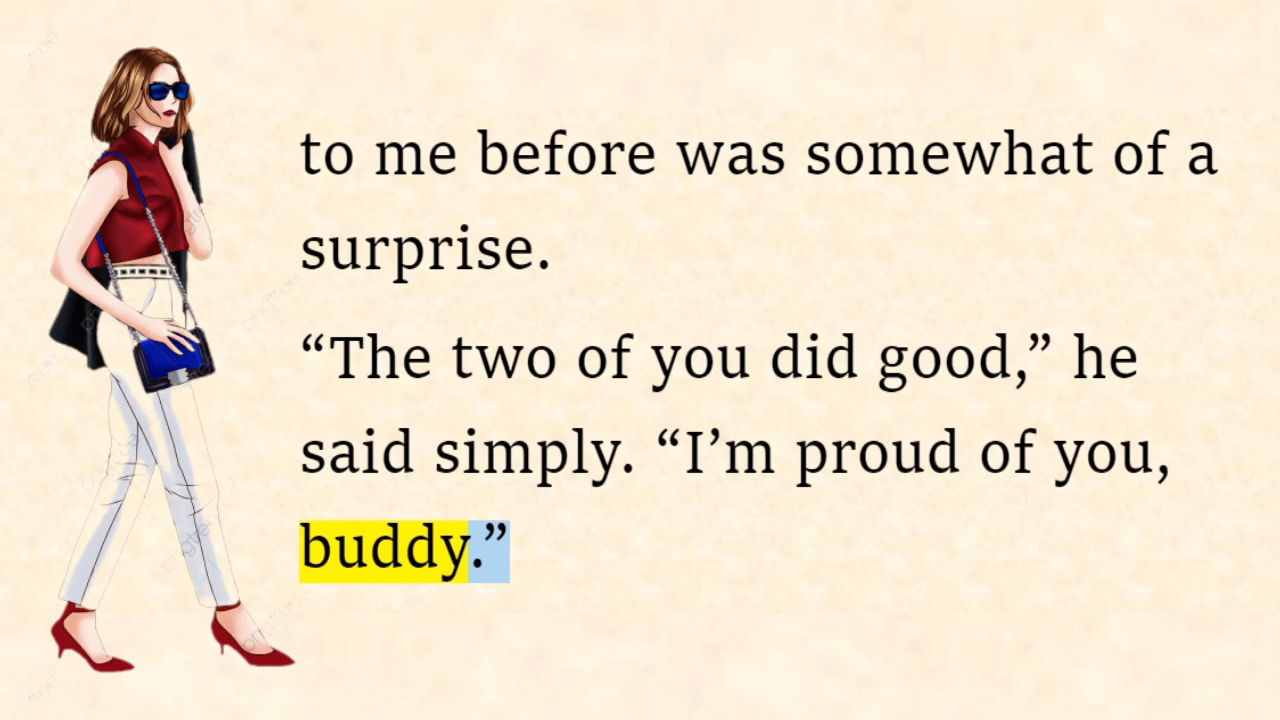 to me before was somewhat of a
surprise.
“The two of you did good,” he
said simply. “I’m proud of you,
buddy.”